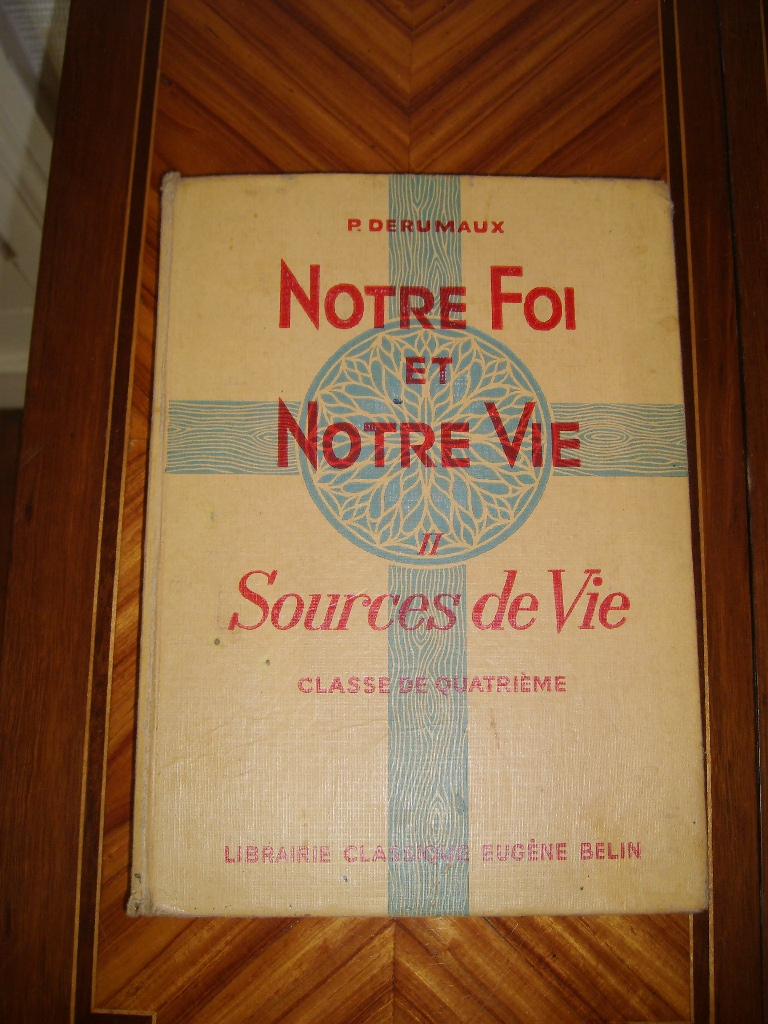 P. DERUMAUX
NOTRE FOI
ET
NOTRE VIE
II
Sources de Vie
CLASSE DE QUATRIÈME
LIBRAIRIE CLASSIQUE EUGÈNE BELIN